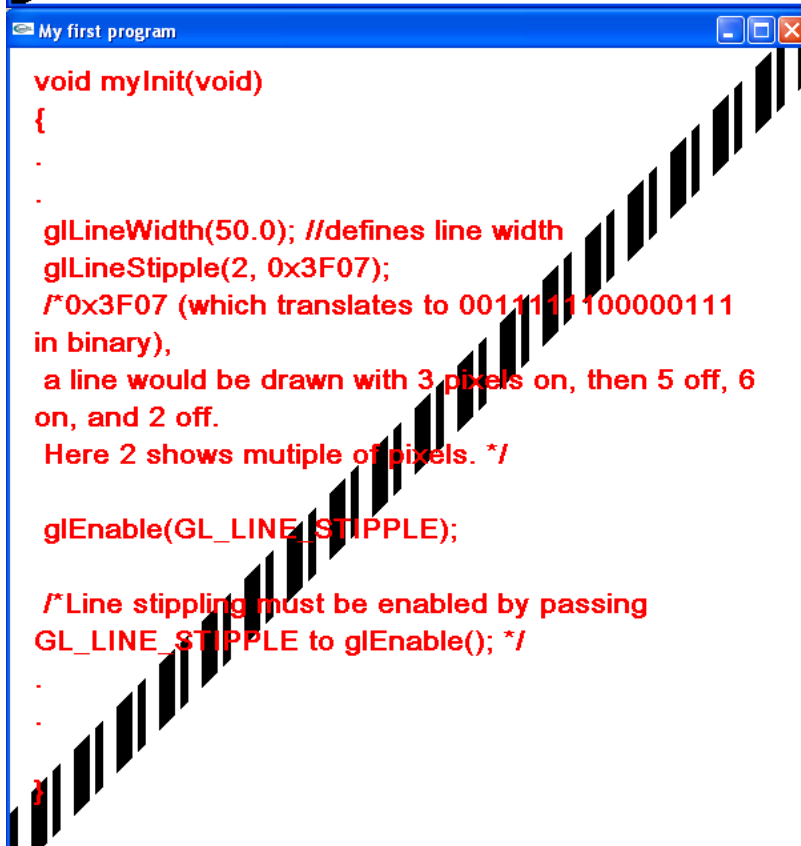 My first program
void myInit(void)
{
.
.
glLineWidth(50.0); //defines line width
glLineStipple(2, 0x3F07);
/*0x3F07 (which translates to 0011111100000111
in binary),
a line would be drawn with 3 pixels on, then 5 off, 6
on, and 2 off.
Here 2 shows mutiple of pixels. */
glEnable(GL_LINE_STIPPLE);
/*Line stippling must be enabled by passing
GL_LINE_STIPPLE to glEnable(); */
.
.
}